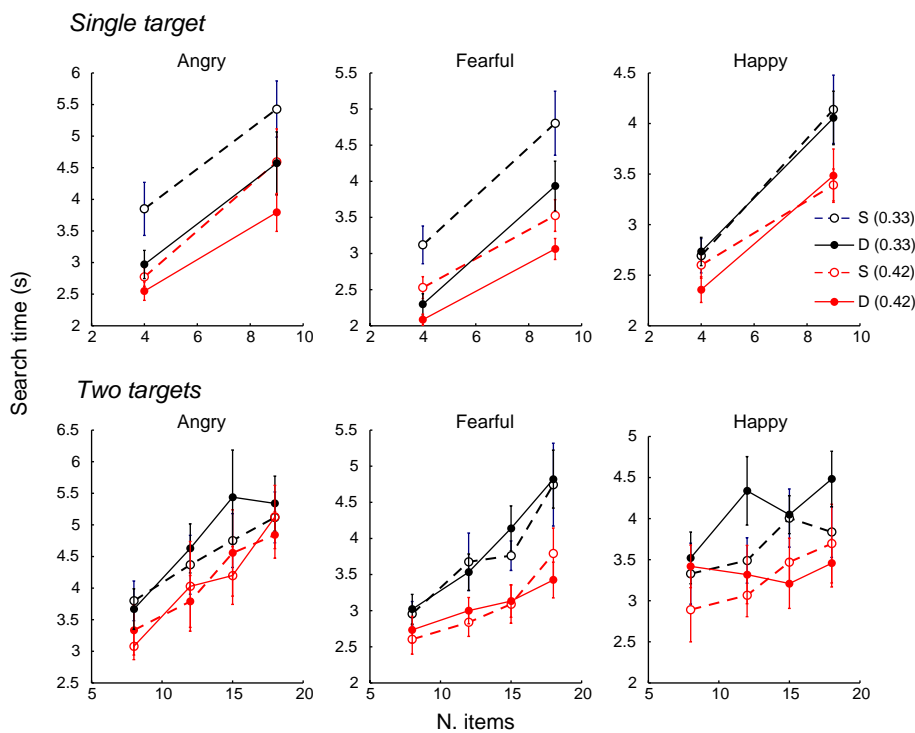 Single target
Angry
Fearful
Happy
6
5.5
5
4.5
4
3.5
3
2.5
2
2 4 6 8 10
5.5
5
4.5
4
3.5
3
2.5
2
2 4 6 8 10
4.5
4
3.5
3
2.5
2
2 4 6 8 10
S (0.33)
D (0.33)
S (0.42)
D (0.42)
Search time (s)
Two targets
Angry
Fearful
Happy
6.5
6
5.5
5
4.5
4
3.5
3
2.5
5 10 15 20
5.5
5
4.5
4
3.5
3
2.5
2
5 10 15 20
5
4.5
4
3.5
3
2.5
2
5 10 15 20
N. items